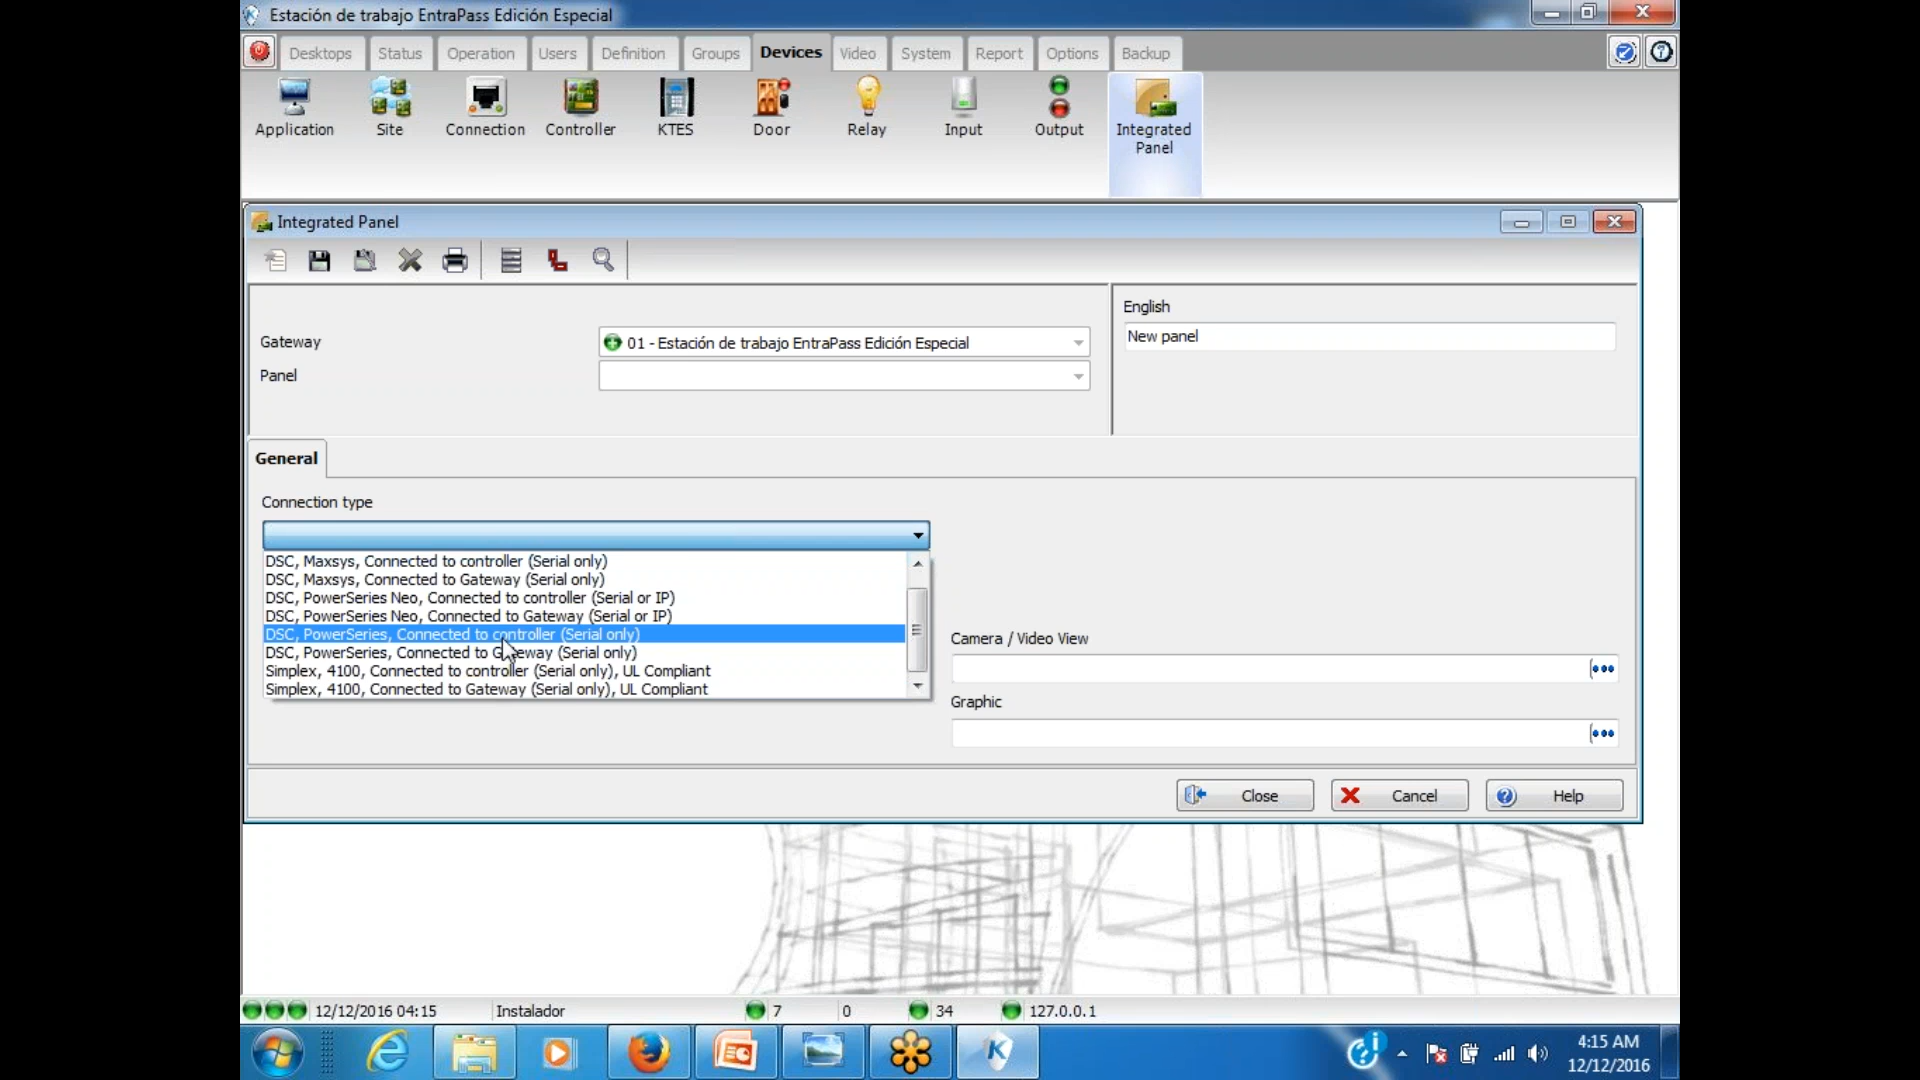 Estación de trabajo EntraPass Edición Especial
Desktops Status Operation Users Definition Groups Devices Video System Report Options Backup
Application Site Connection Controller KTES Door Relay Input Output Integrated Panel
Integrated Panel
English
Gateway 01 - Estación de trabajo EntraPass Edición Especial New panel
Panel
General
Connection type
DSC, Maxsys, Connected to controller (Serial only)
DSC, Maxsys, Connected to Gateway (Serial only)
DSC, PowerSeries Neo, Connected to controller (Serial or IP)
DSC, PowerSeries Neo, Connected to Gateway (Serial or IP)
DSC, PowerSeries, Connected to controller (Serial only)
DSC, PowerSeries, Connected to Gateway (Serial only)
Simplex, 4100, Connected to controller (Serial only), UL Compliant
Simplex, 4100, Connected to Gateway (Serial only), UL Compliant
Camera / Video View
Graphic
Close Cancel Help
12/12/2016 04:15 Instalador 7 0 34 127.0.0.1
4:15 AM
12/12/2016